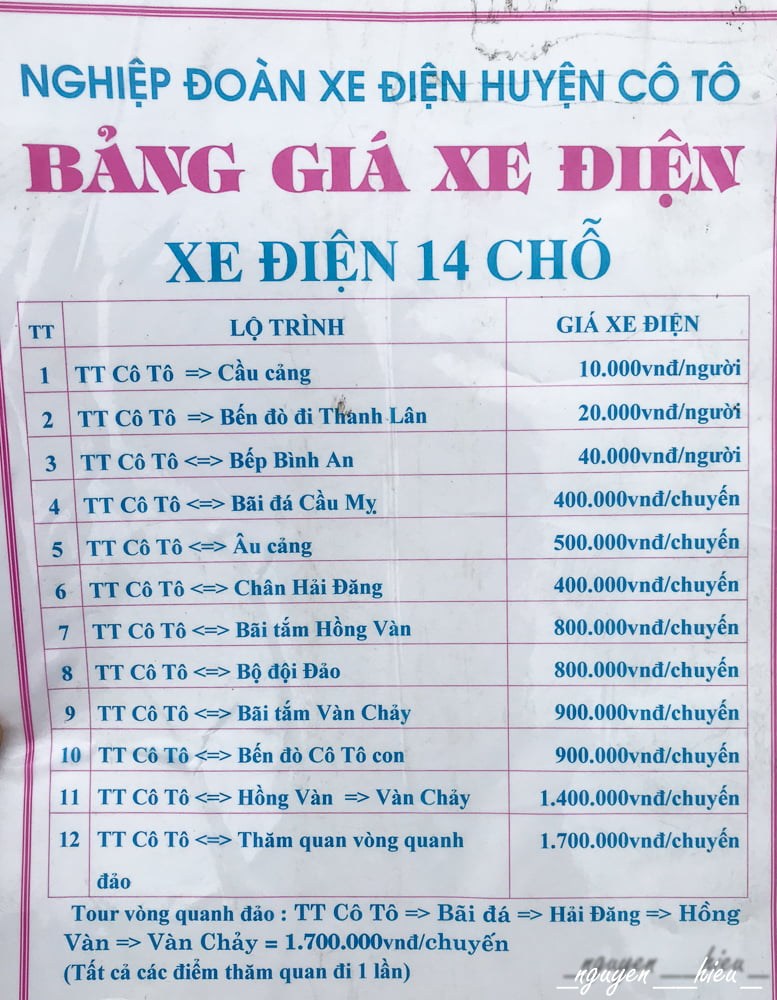 NGHIỆP ĐOÀN XE ĐIỆN HUYỆN CÔ TÔ
BẢNG GIÁ XE ĐIỆN
XE ĐIỆN 14 CHỖ
TT LỘ TRÌNH GIÁ XE ĐIỆN
1 TT Cô Tô => Cầu cảng 10.000vnđ/người
2 TT Cô Tô => Bến đò đi Thanh Lân 20.000vnđ/người
3 TT Cô Tô <=> Bếp Bình An 40.000vnđ/người
4 TT Cô Tô <=> Bãi đá Cầu Mỵ 400.000vnđ/chuyến
5 TT Cô Tô <=> Âu cảng 500.000vnđ/chuyến
6 TT Cô Tô <=> Chân Hải Đăng 400.000vnđ/chuyến
7 TT Cô Tô <=> Bãi tắm Hồng Vàn 800.000vnđ/chuyến
8 TT Cô Tô <=> Bộ đội Đảo 800.000vnđ/chuyến
9 TT Cô Tô <=> Bãi tắm Vàn Chảy 900.000vnđ/chuyến
10 TT Cô Tô <=> Bến đò Cô Tô con 900.000vnđ/chuyến
11 TT Cô Tô <=> Hồng Vàn => Vàn Chảy 1.400.000vnđ/chuyến
12 TT Cô Tô <=> Thăm quan vòng quanh 1.700.000vnđ/chuyến
đảo
Tour vòng quanh đảo : TT Cô Tô => Bãi đá => Hải Đăng => Hồng
Vàn => Vàn Chảy = 1.700.000vnđ/chuyến
(Tất cả các điểm thăm quan đi 1 lần)
_nguyen___hieu_